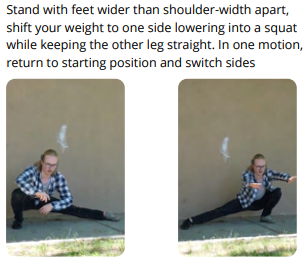 Stand with feet wider than shoulder-width apart,
shift your weight to one side lowering into a squat
while keeping the other leg straight. In one motion,
return to starting position and switch sides